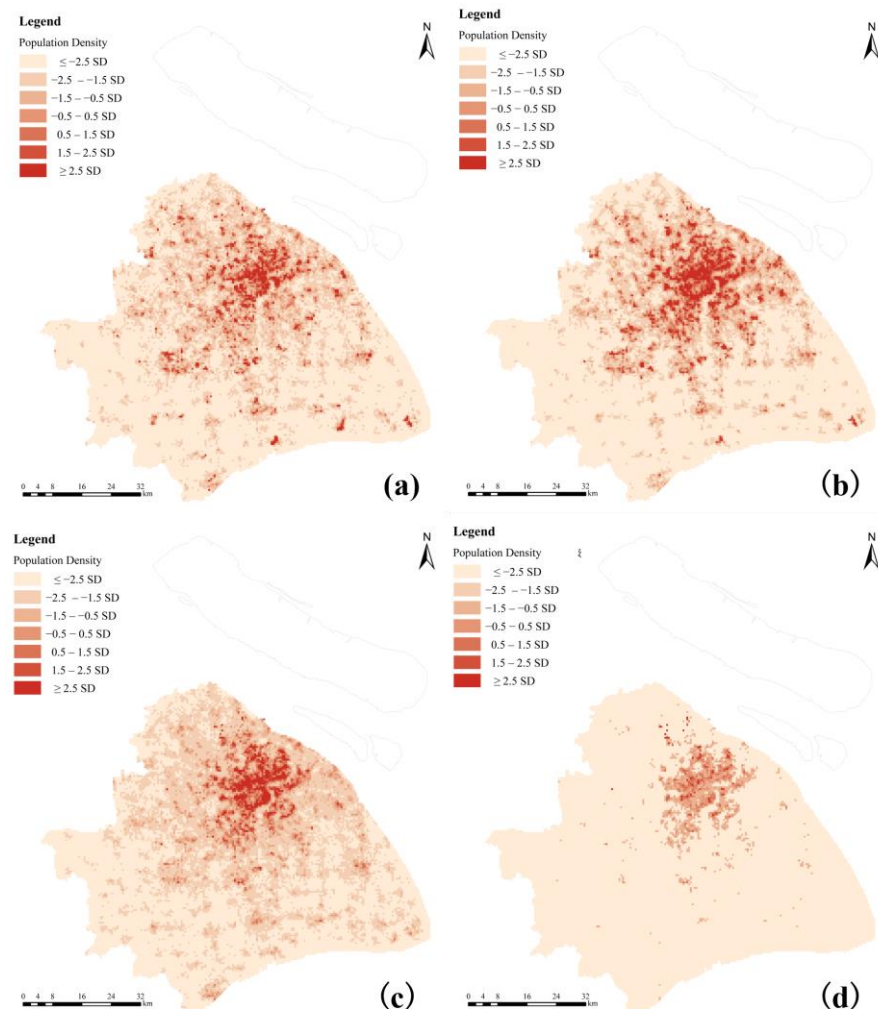 Legend
Population Density
≤ −2.5 SD
−2.5 – −1.5 SD
−1.5 – −0.5 SD
−0.5 – 0.5 SD
0.5 – 1.5 SD
1.5 – 2.5 SD
≥ 2.5 SD
N
0 4 8 16 24 32
km
(a)
Legend
Population Density
≤ −2.5 SD
−2.5 – −1.5 SD
−1.5 – −0.5 SD
−0.5 – 0.5 SD
0.5 – 1.5 SD
1.5 – 2.5 SD
≥ 2.5 SD
N
0 4 8 16 24 32
km
(b)
Legend
Population Density
≤ −2.5 SD
−2.5 – −1.5 SD
−1.5 – −0.5 SD
−0.5 – 0.5 SD
0.5 – 1.5 SD
1.5 – 2.5 SD
≥ 2.5 SD
N
0 4 8 16 24 32
km
(c)
Legend
Population Density
≤ −2.5 SD
−2.5 – −1.5 SD
−1.5 – −0.5 SD
−0.5 – 0.5 SD
0.5 – 1.5 SD
1.5 – 2.5 SD
≥ 2.5 SD
N
0 4 8 16 24 32
km
(d)